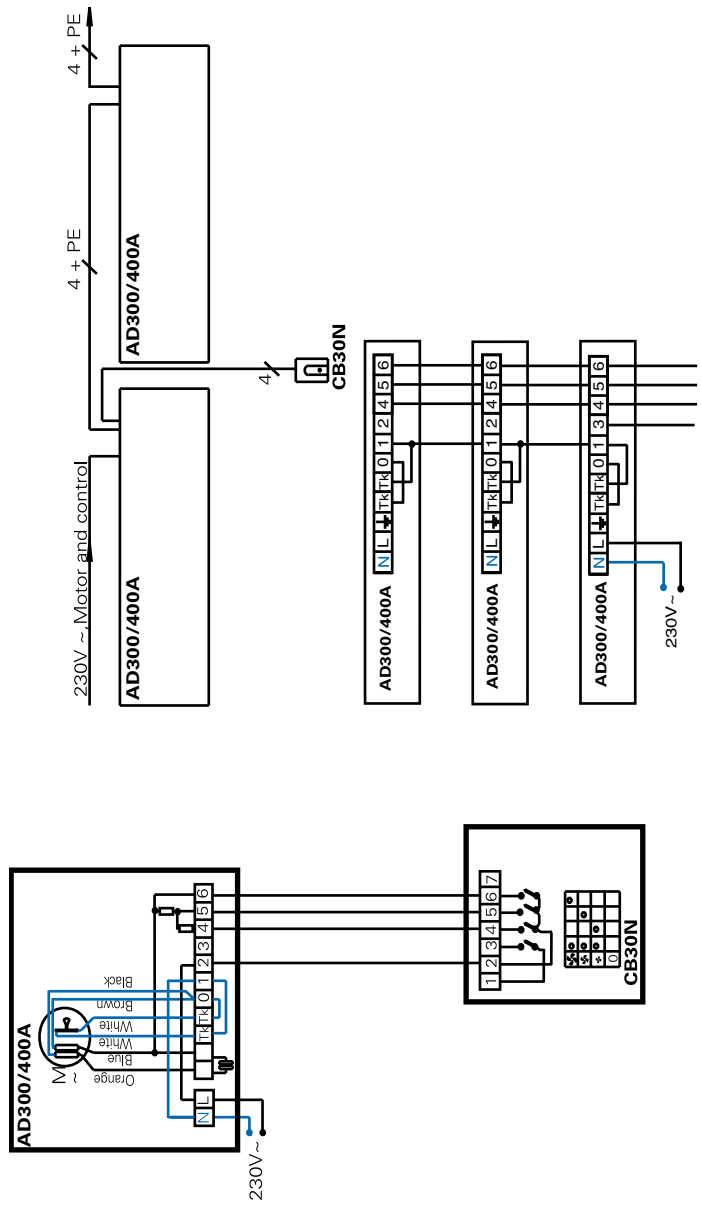 4 + PE
4 + PE
AD300/400A
230V ~,Motor and control
AD300/400A
4
CB30N
AD300/400A
N L Tk Tk 0 1 2 4 5 6
AD300/400A
N L Tk Tk 0 1 2 4 5 6
AD300/400A
N L Tk Tk 0 1 3 4 5 6
230V~
AD300/400A
M
~
Orange
Blue
White
White
Brown
Black
N L Tk Tk 0 1 2 3 4 5 6
230V~
1 2 3 4 5 6 7
0
CB30N